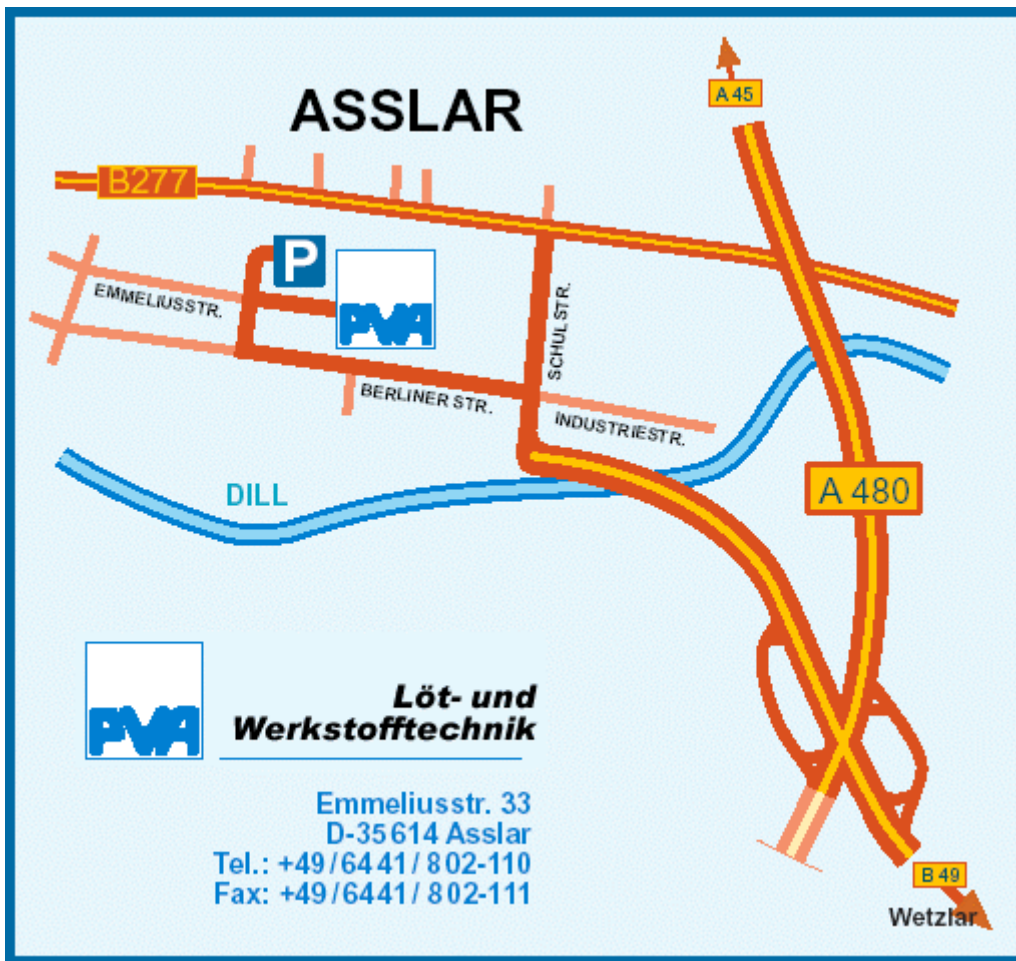 A 45
ASSLAR
B277
P
PVA
EMMELIUSSTR.
SCHULSTR.
BERLINER STR.
INDUSTRIESTR.
DILL
A 480
PVA
Löt- und
Werkstofftechnik
Emmeliusstr. 33
D-35614 Asslar
Tel.: +49/6441/802-110
Fax: +49/6441/802-111
B 49
Wetzlar